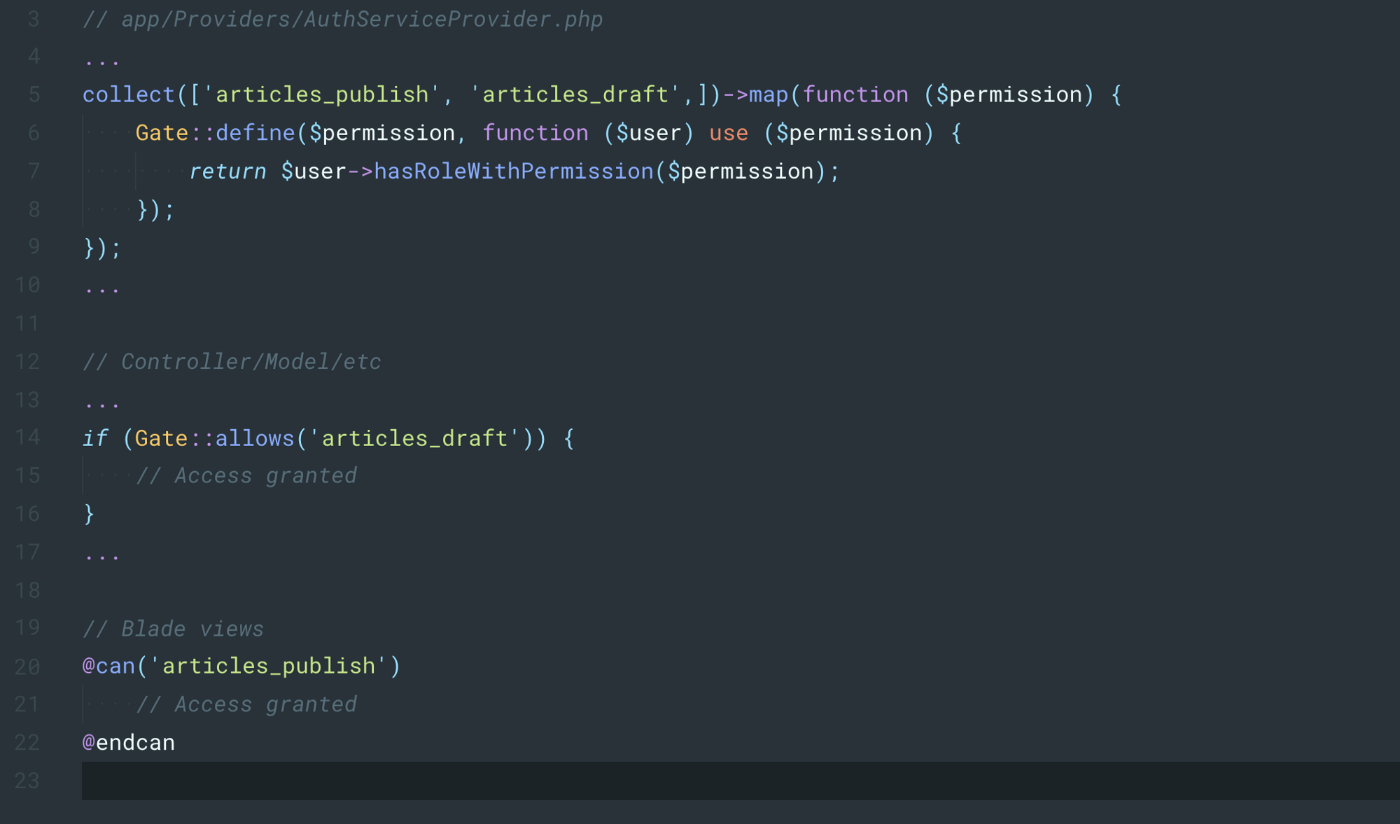 3 // app/Providers/AuthServiceProvider.php
4 ...
5 collect(['articles_publish', 'articles_draft',])->map(function ($permission) {
6     Gate::define($permission, function ($user) use ($permission) {
7         return $user->hasRoleWithPermission($permission);
8     });
9 });
10 ...
11
12 // Controller/Model/etc
13 ...
14 if (Gate::allows('articles_draft')) {
15     // Access granted
16 }
17 ...
18
19 // Blade views
20 @can('articles_publish')
21     // Access granted
22 @endcan
23